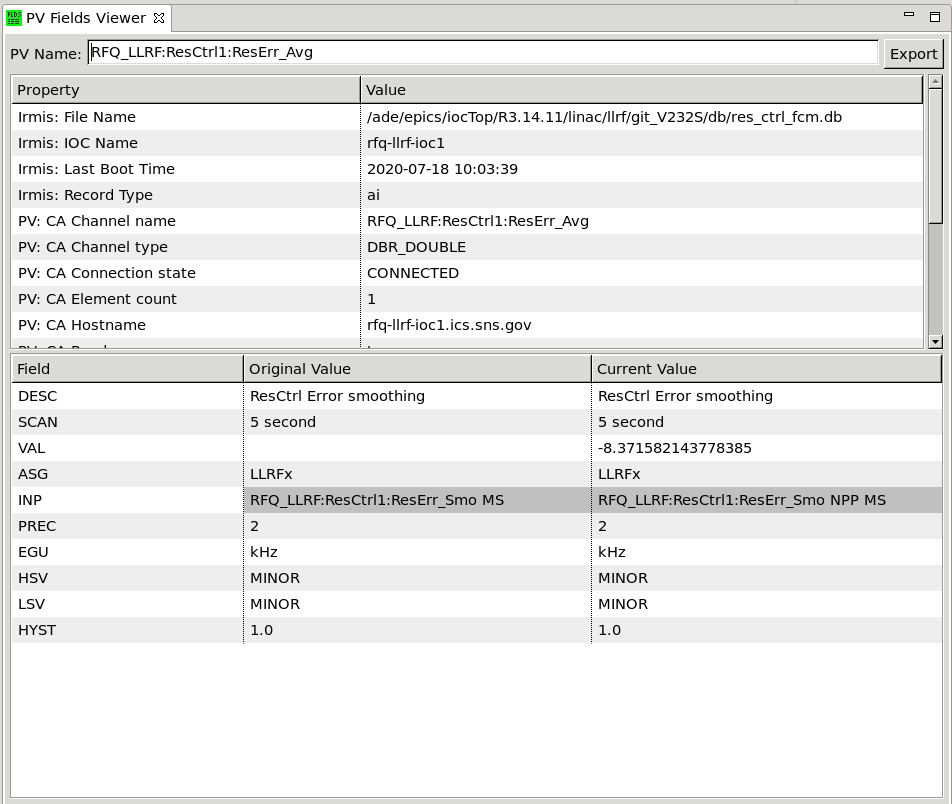 PV Fields Viewer
PV Name: RFQ_LLRF:ResCtrl1:ResErr_Avg Export
Property Value
Irmis: File Name /ade/epics/iocTop/R3.14.11/linac/llrf/git_V232S/db/res_ctrl_fcm.db
Irmis: IOC Name rfq-llrf-ioc1
Irmis: Last Boot Time 2020-07-18 10:03:39
Irmis: Record Type ai
PV: CA Channel name RFQ_LLRF:ResCtrl1:ResErr_Avg
PV: CA Channel type DBR_DOUBLE
PV: CA Connection state CONNECTED
PV: CA Element count 1
PV: CA Hostname rfq-llrf-ioc1.ics.sns.gov
Field Original Value Current Value
DESC ResCtrl Error smoothing ResCtrl Error smoothing
SCAN 5 second 5 second
VAL -8.371582143778385
ASG LLRFx LLRFx
INP RFQ_LLRF:ResCtrl1:ResErr_Smo MS RFQ_LLRF:ResCtrl1:ResErr_Smo NPP MS
PREC 2 2
EGU kHz kHz
HSV MINOR MINOR
LSV MINOR MINOR
HYST 1.0 1.0